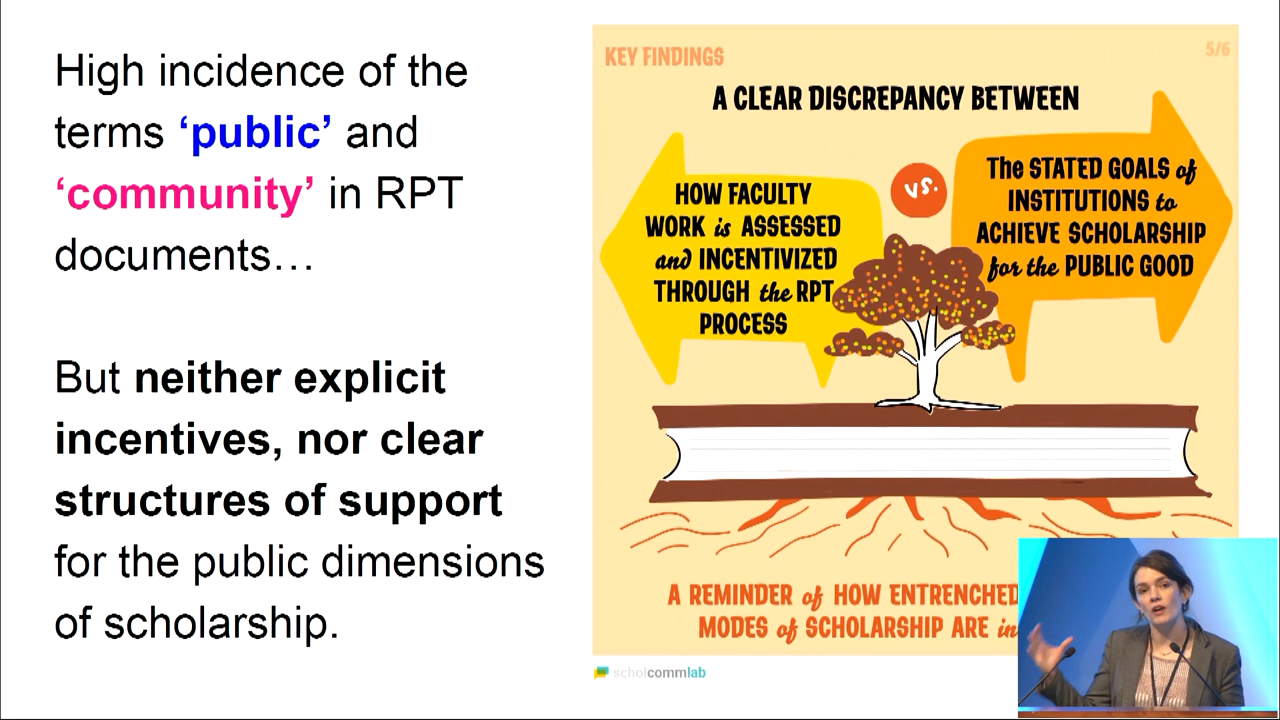 High incidence of the
terms ‘public’ and
‘community’ in RPT
documents…
But neither explicit
incentives, nor clear
structures of support
for the public dimensions
of scholarship.
KEY FINDINGS
5/6
A CLEAR DISCREPANCY BETWEEN
HOW FACULTY
WORK is ASSESSED
and INCENTIVIZED
THROUGH the RPT
PROCESS
VS.
The STATED GOALS of
INSTITUTIONS to
ACHIEVE SCHOLARSHIP
for the PUBLIC GOOD
A REMINDER of HOW ENTRENCHED
MODES of SCHOLARSHIP ARE in
scholcommlab